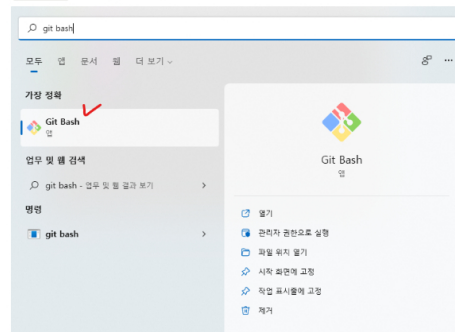 git bash
모두 앱 문서 웹 더 보기
가장 정확
Git Bash
앱
업무 및 웹 검색
git bash - 업무 및 웹 결과 보기
명령
git bash
Git Bash
앱
열기
관리자 권한으로 실행
파일 위치 열기
시작 화면에 고정
작업 표시줄에 고정
제거